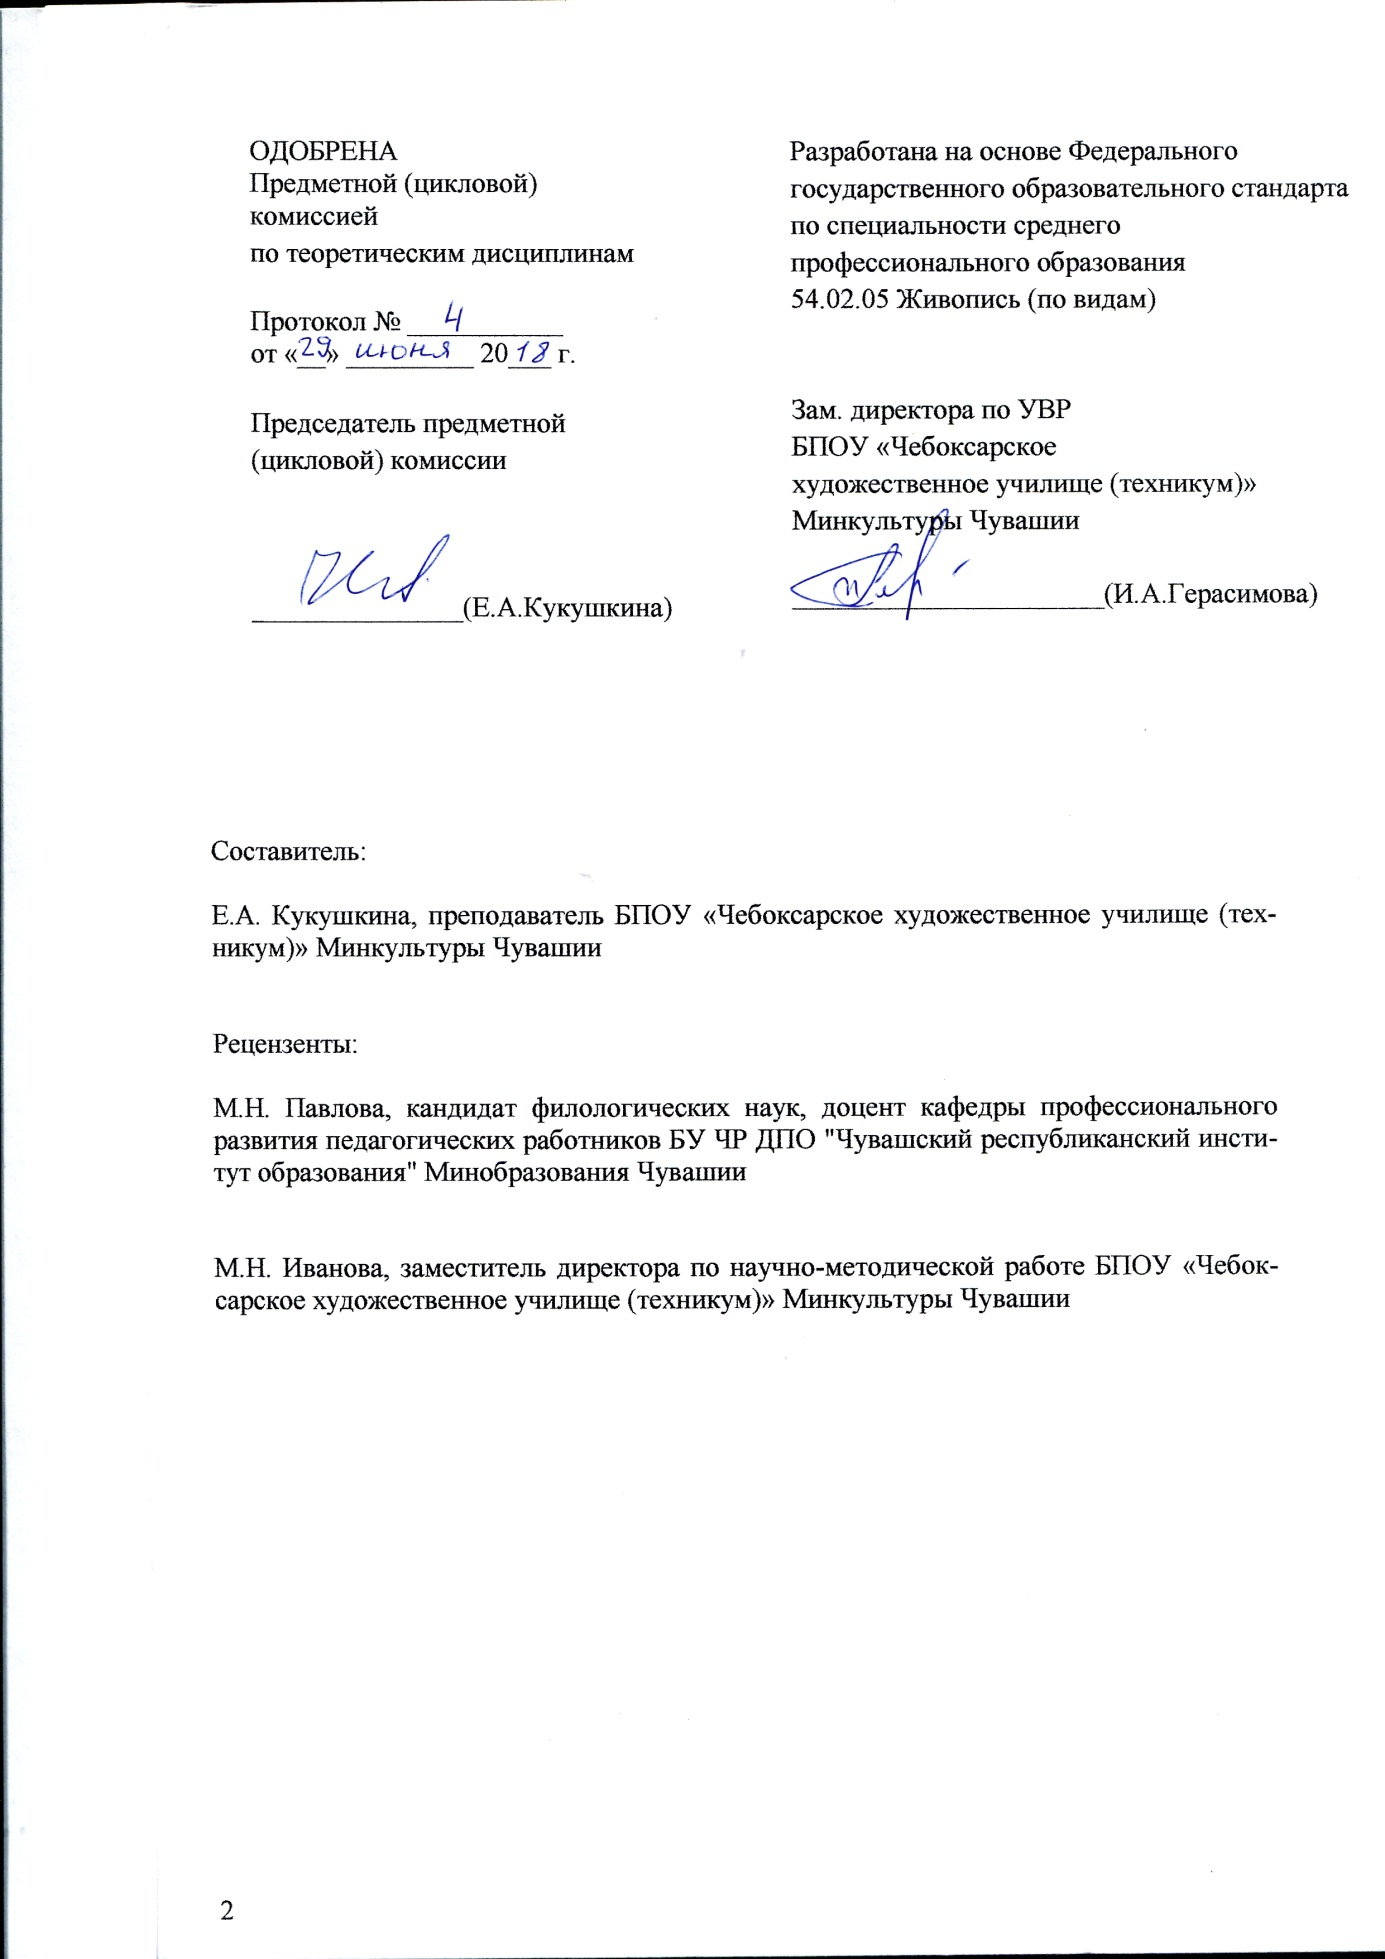 ОДОБРЕНА
Предметной (цикловой)
комиссией
по теоретическим дисциплинам
Протокол № 4
от «29» июня 2018 г.
Председатель предметной
(цикловой) комиссии
(Е.А.Кукушкина)
Разработана на основе Федерального
государственного образовательного стандарта
по специальности среднего
профессионального образования
54.02.05 Живопись (по видам)
Зам. директора по УВР
БПОУ «Чебоксарское
художественное училище (техникум)»
Минкультуры Чувашии
(И.А.Герасимова)
Составитель:
Е.А. Кукушкина, преподаватель БПОУ «Чебоксарское художественное училище (тех-
никум)» Минкультуры Чувашии
Рецензенты:
М.Н. Павлова, кандидат филологических наук, доцент кафедры профессионального
развития педагогических работников БУ ЧР ДПО "Чувашский республиканский инсти-
тут образования" Минобразования Чувашии
М.Н. Иванова, заместитель директора по научно-методической работе БПОУ «Чебок-
сарское художественное училище (техникум)» Минкультуры Чувашии
2